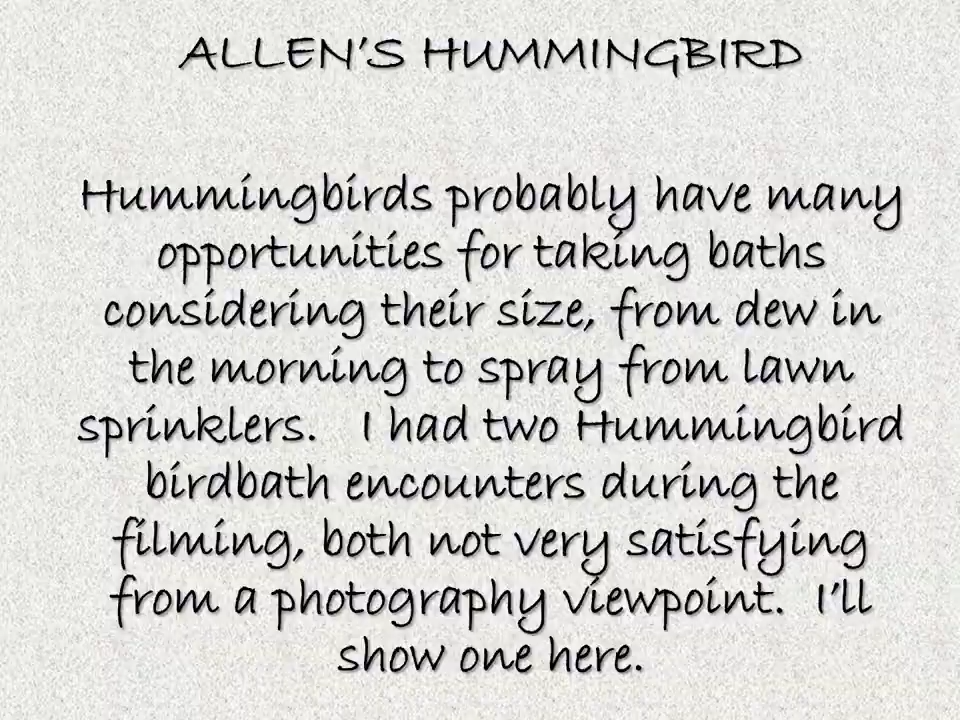 ALLEN'S HUMMINGBIRD
Hummingbirds probably have many
opportunities for taking baths
considering their size, from dew in
the morning to spray from lawn
sprinklers. I had two Hummingbird
birdbath encounters during the
filming, both not very satisfying
from a photography viewpoint. I'll
show one here.